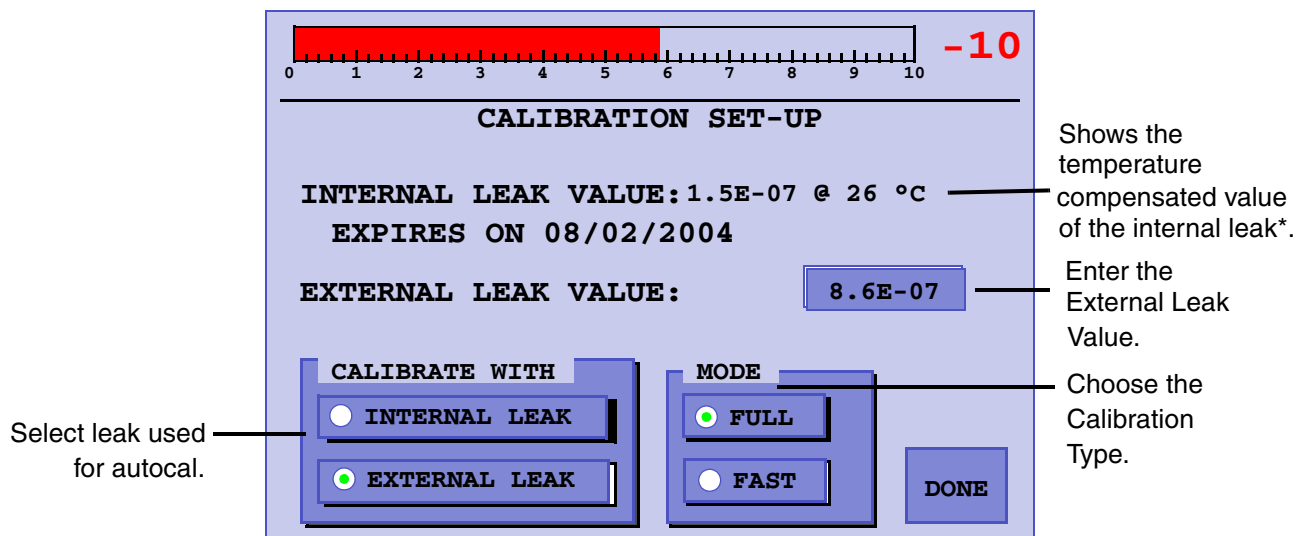 -10
0 1 2 3 4 5 6 7 8 9 10
CALIBRATION SET-UP
INTERNAL LEAK VALUE: 1.5E-07 @ 26 ºC
EXPIRES ON 08/02/2004
EXTERNAL LEAK VALUE: 8.6E-07
CALIBRATE WITH
INTERNAL LEAK
EXTERNAL LEAK
MODE
FULL
FAST
DONE
Shows the
temperature
compensated value
of the internal leak*.
Enter the
External Leak
Value.
Choose the
Calibration
Type.
Select leak used
for autocal.